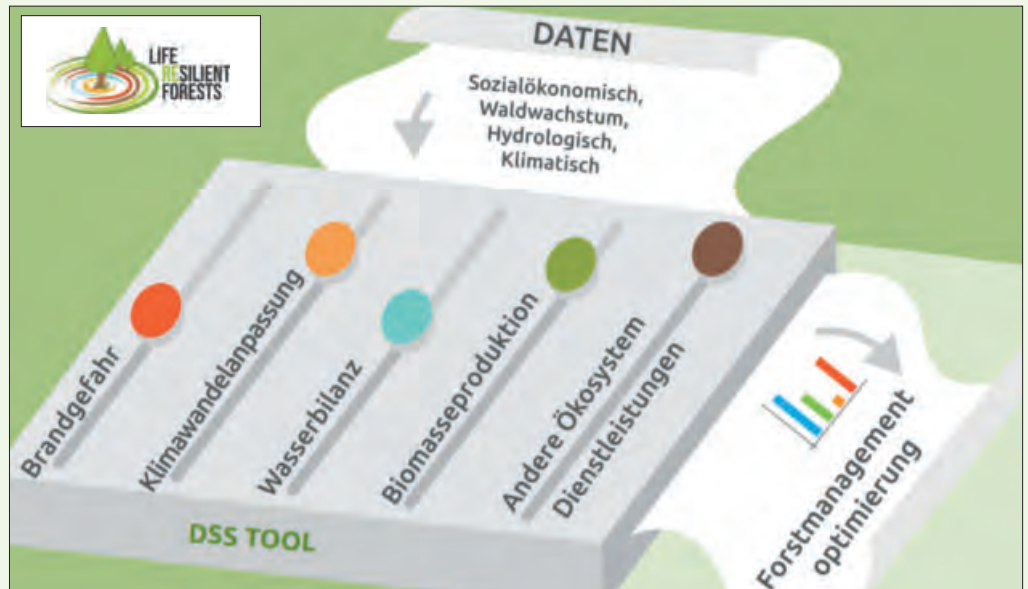 LIFE
RESILIENT
FORESTS
DATEN
Sozialökonomisch,
Waldwachstum,
Hydrologisch,
Klimatisch
Brandgefahr
Klimawandelanpassung
Wasserbilanz
Biomasseproduktion
Andere Ökosystem
Dienstleistungen
DSS TOOL
Forstmanagement
optimierung